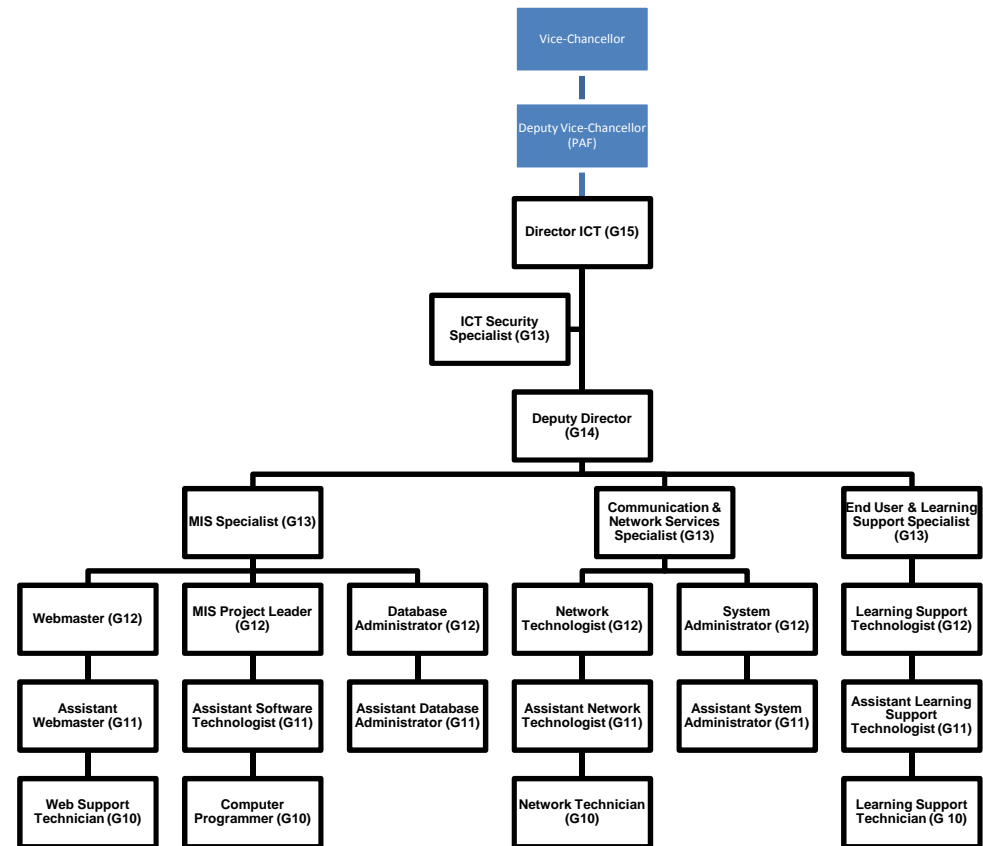 Vice-Chancellor
Deputy Vice-Chancellor
(PAF)
Director ICT (G15)
ICT Security
Specialist (G13)
Deputy Director
(G14)
MIS Specialist (G13)
Communication &
Network Services
Specialist (G13)
End User & Learning
Support Specialist
(G13)
Webmaster (G12)
MIS Project Leader
(G12)
Database
Administrator (G12)
Network
Technologist (G12)
System
Administrator (G12)
Learning Support
Technologist (G12)
Assistant
Webmaster (G11)
Assistant Software
Technologist (G11)
Assistant Database
Administrator (G11)
Assistant Network
Technologist (G11)
Assistant System
Administrator (G11)
Assistant Learning
Support
Technologist (G11)
Web Support
Technician (G10)
Computer
Programmer (G10)
Network Technician
(G10)
Learning Support
Technician (G 10)